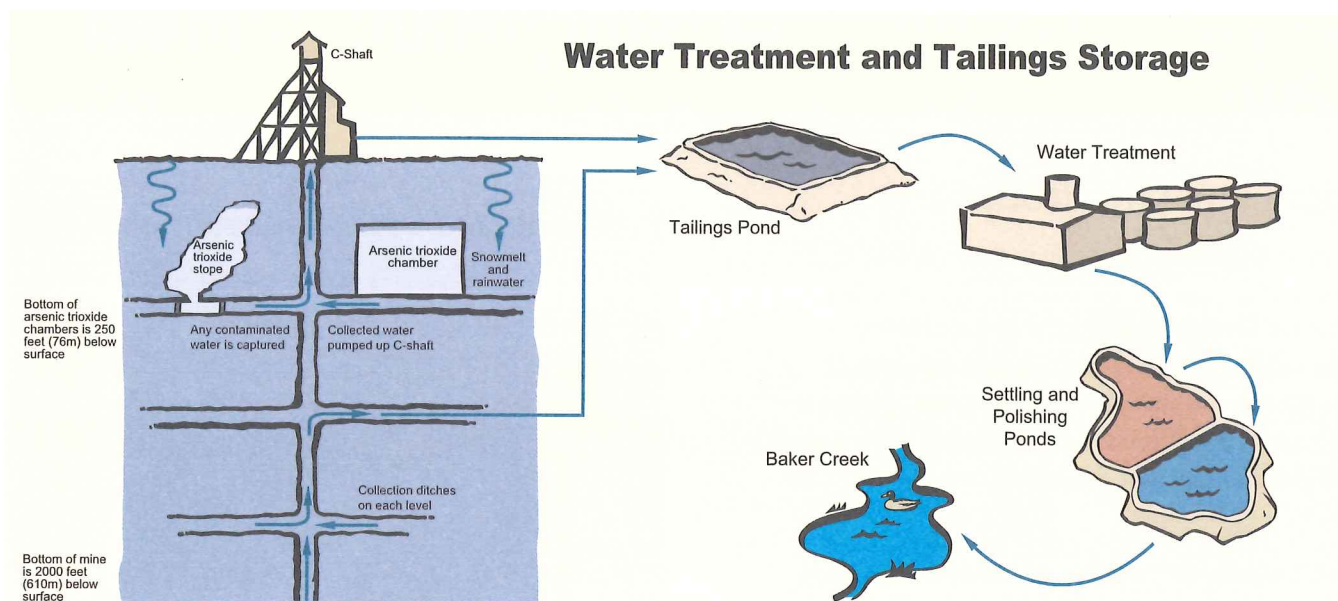 Water Treatment and Tailings Storage
C-Shaft
Tailings Pond
Water Treatment
Arsenic
trioxide
stope
Arsenic trioxide
chamber
Snowmelt
and
rainwater
Bottom of
arsenic trioxide
chambers is 250
feet (76m) below
surface
Any contaminated
water is captured
Collected water
pumped up C-shaft
Settling and
Polishing
Ponds
Baker Creek
Collection ditches
on each level
Bottom of mine
is 2000 feet
(610m) below
surface